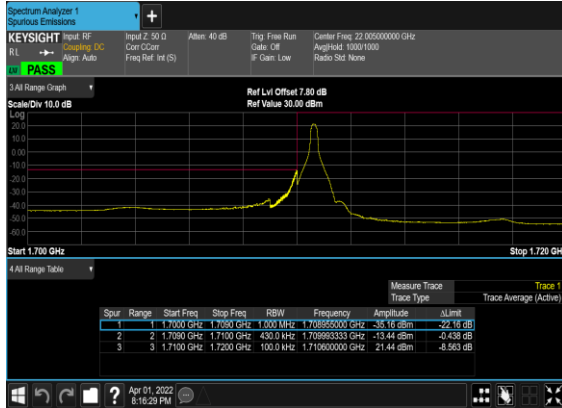 Spectrum Analyzer 1
Spurious Emissions
+
KEYSIGHT Input: RF Input Z: 50 Ω Atten: 40 dB Trig: Free Run Center Freq: 22.005000000 GHz
RL Coupling: DC Corr CCorr Gate: Off Avg|Hold: 1000/1000
Align: Auto Freq Ref: Int (S) IF Gain: Low Radio Std: None
PASS
3 All Range Graph
Ref Lvl Offset 7.80 dB
Scale/Div 10.0 dB Ref Value 30.00 dBm
Log
20.0
10.0
0.00
-10.0
-20.0
-30.0
-40.0
-50.0
-60.0
Start 1.700 GHz Stop 1.720 GH
4 All Range Table
Measure Trace Trace 1
Trace Type Trace Average (Active)
Spur Range Start Freq Stop Freq RBW Frequency Amplitude ΔLimit
1 1 1.7000 GHz 1.7090 GHz 1.000 MHz 1.708955000 GHz -35.16 dBm -22.16 dB
2 2 1.7090 GHz 1.7100 GHz 430.0 kHz 1.709993333 GHz -13.44 dBm -0.438 dB
3 3 1.7100 GHz 1.7200 GHz 100.0 kHz 1.710600000 GHz 21.44 dBm -8.563 dB
? Apr 01, 2022
8:16:29 PM